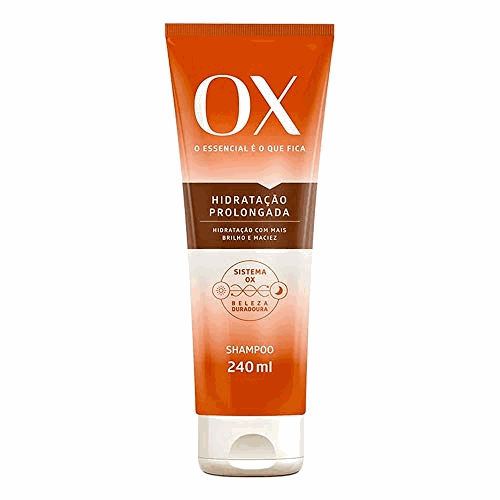 OX
O ESSENCIAL É O QUE FICA
HIDRATAÇÃO
PROLONGADA
HIDRATAÇÃO COM MAIS
BRILHO E MACIEZ
SISTEMA
OX
BELEZA
DURADOURA
SHAMPOO
240 ml